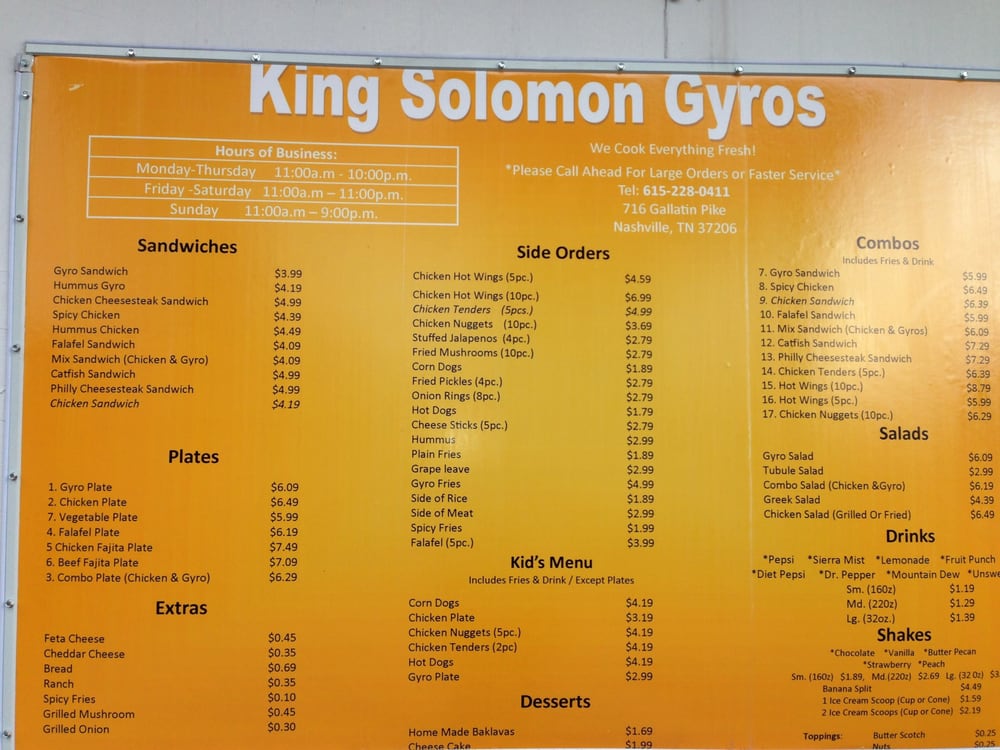 King Solomon Gyros
Hours of Business:
Monday-Thursday 11:00a.m - 10:00p.m.
Friday -Saturday 11:00a.m – 11:00p.m.
Sunday 11:00a.m – 9:00p.m.
We Cook Everything Fresh!
*Please Call Ahead For Large Orders or Faster Service*
Tel: 615-228-0411
716 Gallatin Pike
Nashville, TN 37206
Sandwiches
Gyro Sandwich $3.99
Hummus Gyro $4.19
Chicken Cheesesteak Sandwich $4.99
Spicy Chicken $4.39
Hummus Chicken $4.49
Falafel Sandwich $4.09
Mix Sandwich (Chicken & Gyro) $4.09
Catfish Sandwich $4.99
Philly Cheesesteak Sandwich $4.99
Chicken Sandwich $4.19
Plates
1. Gyro Plate $6.09
2. Chicken Plate $6.49
7. Vegetable Plate $5.99
4. Falafel Plate $6.19
5 Chicken Fajita Plate $7.49
6. Beef Fajita Plate $7.09
3. Combo Plate (Chicken & Gyro) $6.29
Extras
Feta Cheese $0.45
Cheddar Cheese $0.35
Bread $0.69
Ranch $0.35
Spicy Fries $0.10
Grilled Mushroom $0.45
Grilled Onion $0.30
Side Orders
Chicken Hot Wings (5pc.) $4.59
Chicken Hot Wings (10pc.) $6.99
Chicken Tenders (5pcs.) $4.99
Chicken Nuggets (10pc.) $3.69
Stuffed Jalapenos (4pc.) $2.79
Fried Mushrooms (10pc.) $2.79
Corn Dogs $1.89
Fried Pickles (4pc.) $2.79
Onion Rings (8pc.) $2.79
Hot Dogs $1.79
Cheese Sticks (5pc.) $2.79
Hummus $2.99
Plain Fries $1.89
Grape leave $2.99
Gyro Fries $4.99
Side of Rice $1.89
Side of Meat $2.99
Spicy Fries $1.99
Falafel (5pc.) $3.99
Kid's Menu
Includes Fries & Drink / Except Plates
Corn Dogs $4.19
Chicken Plate $3.19
Chicken Nuggets (5pc.) $4.19
Chicken Tenders (2pc) $4.19
Hot Dogs $4.19
Gyro Plate $2.99
Desserts
Home Made Baklavas $1.69
Cheese Cake $1.99
Combos
Includes Fries & Drink
7. Gyro Sandwich $5.99
8. Spicy Chicken $6.49
9. Chicken Sandwich $6.39
10. Falafel Sandwich $5.99
11. Mix Sandwich (Chicken & Gyros) $6.09
12. Catfish Sandwich $7.29
13. Philly Cheesesteak Sandwich $7.29
14. Chicken Tenders (5pc.) $6.39
15. Hot Wings (10pc.) $8.79
16. Hot Wings (5pc.) $5.99
17. Chicken Nuggets (10pc.) $6.29
Salads
Gyro Salad $6.09
Tubule Salad $2.99
Combo Salad (Chicken &Gyro) $6.19
Greek Salad $4.39
Chicken Salad (Grilled Or Fried) $6.49
Drinks
*Pepsi *Sierra Mist *Lemonade *Fruit Punch
*Diet Pepsi *Dr. Pepper *Mountain Dew *Unswe
Sm. (16oz) $1.19
Md. (22oz) $1.29
Lg. (32oz.) $1.39
Shakes
*Chocolate *Vanilla *Butter Pecan
*Strawberry *Peach
Sm. (16oz) $1.89, Md.(22oz) $2.69 Lg. (32 0z) $3
Banana Split $4.49
1 Ice Cream Scoop (Cup or Cone) $1.59
2 Ice Cream Scoops (Cup or Cone) $2.19
Toppings: Butter Scotch $0.25
Nuts $0.25